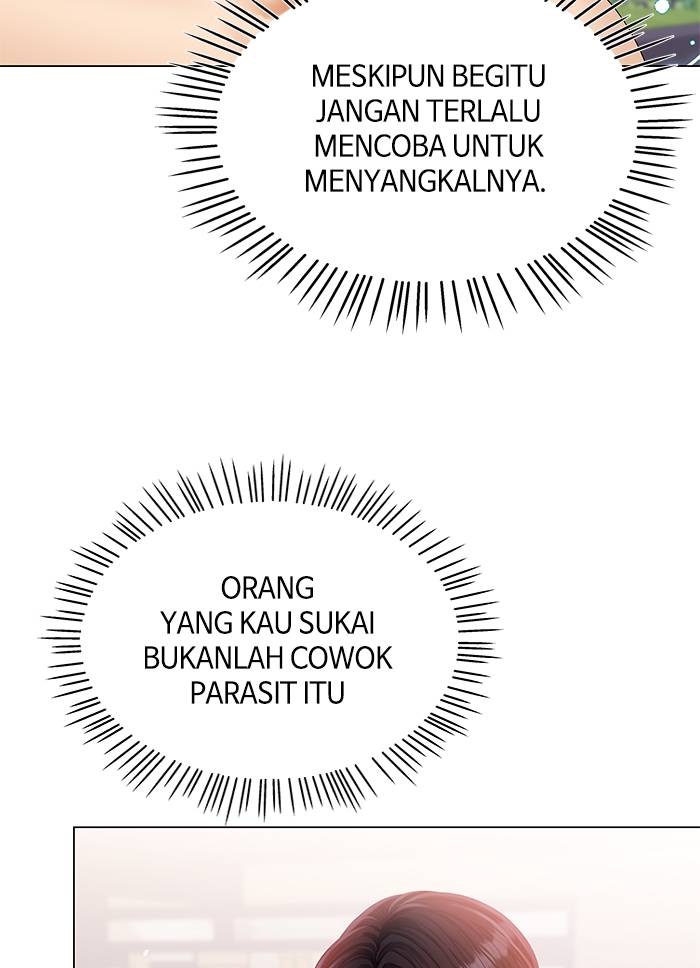 MESKIPUN BEGITU
JANGAN TERLALU
MENCOBA UNTUK
MENYANGKALNYA.
ORANG
YANG KAU SUKAI
BUKANLAH COWOK
PARASIT ITU